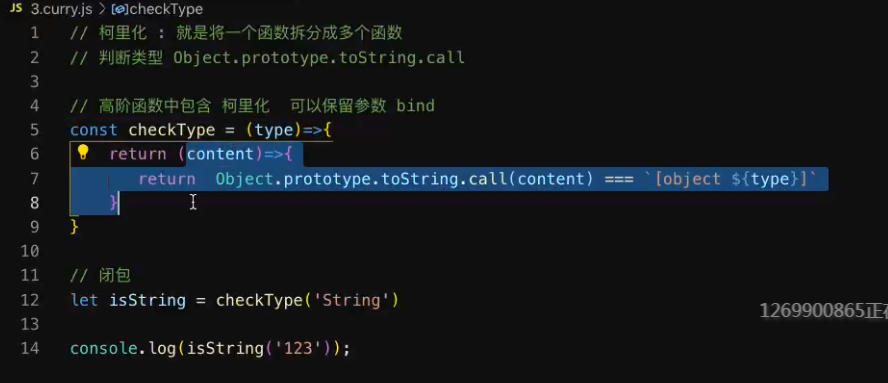 JS 3.curry.js > checkType
1 // 柯里化 : 就是将一个函数拆分成多个函数
2 // 判断类型 Object.prototype.toString.call
3
4 // 高阶函数中包含 柯里化  可以保留参数 bind
5 const checkType = (type)=>{
6     return (content)=>{
7        return  Object.prototype.toString.call(content) === `[object ${type}]`
8     }
9 }
10
11 // 闭包
12 let isString = checkType('String')
13
14 console.log(isString('123'));
1269900865正在